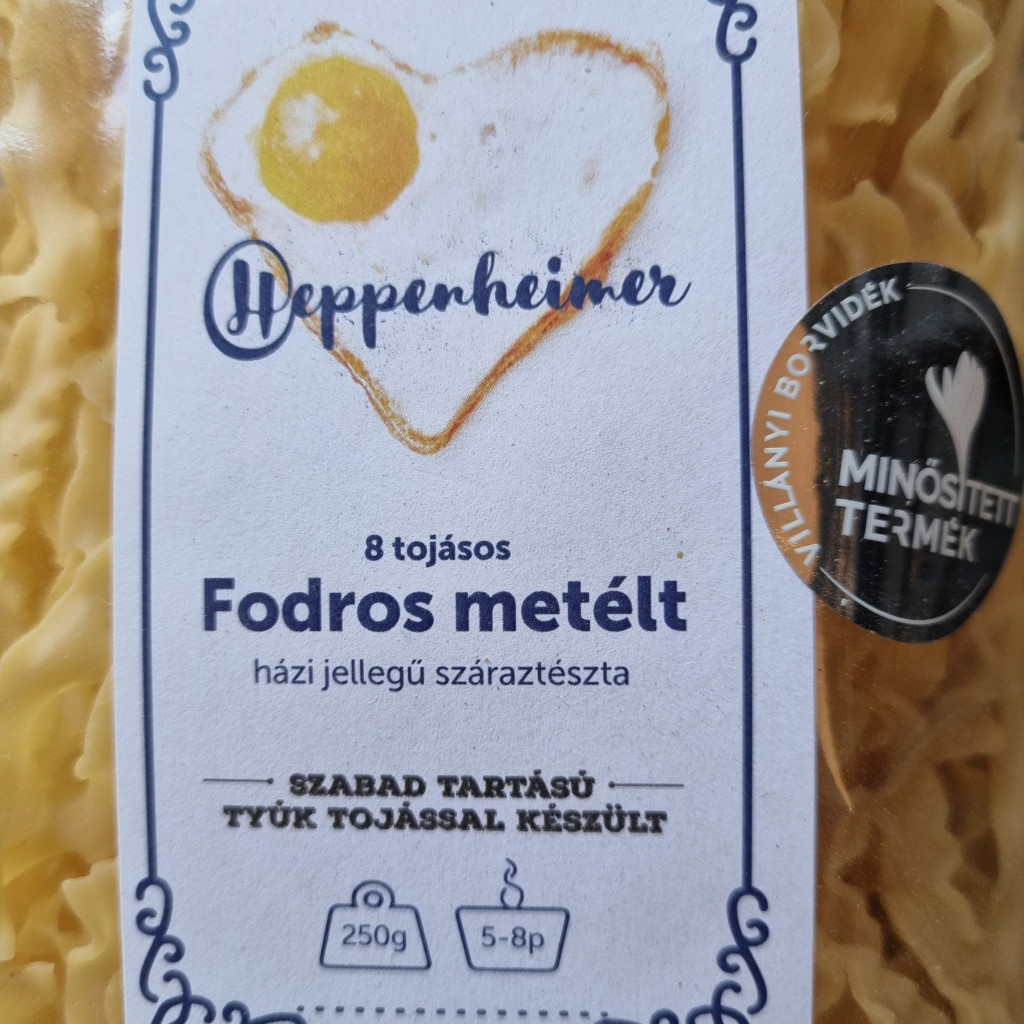 Heppenheimer
8 tojásos
Fodros metélt
házi jellegű száraztészta
SZABAD TARTÁSÚ
TYÚK TOJÁSSAL KÉSZÜLT
250g
5-8p
VILLÁNYI BORVIDÉK
MINŐSÍTETT
TERMÉK